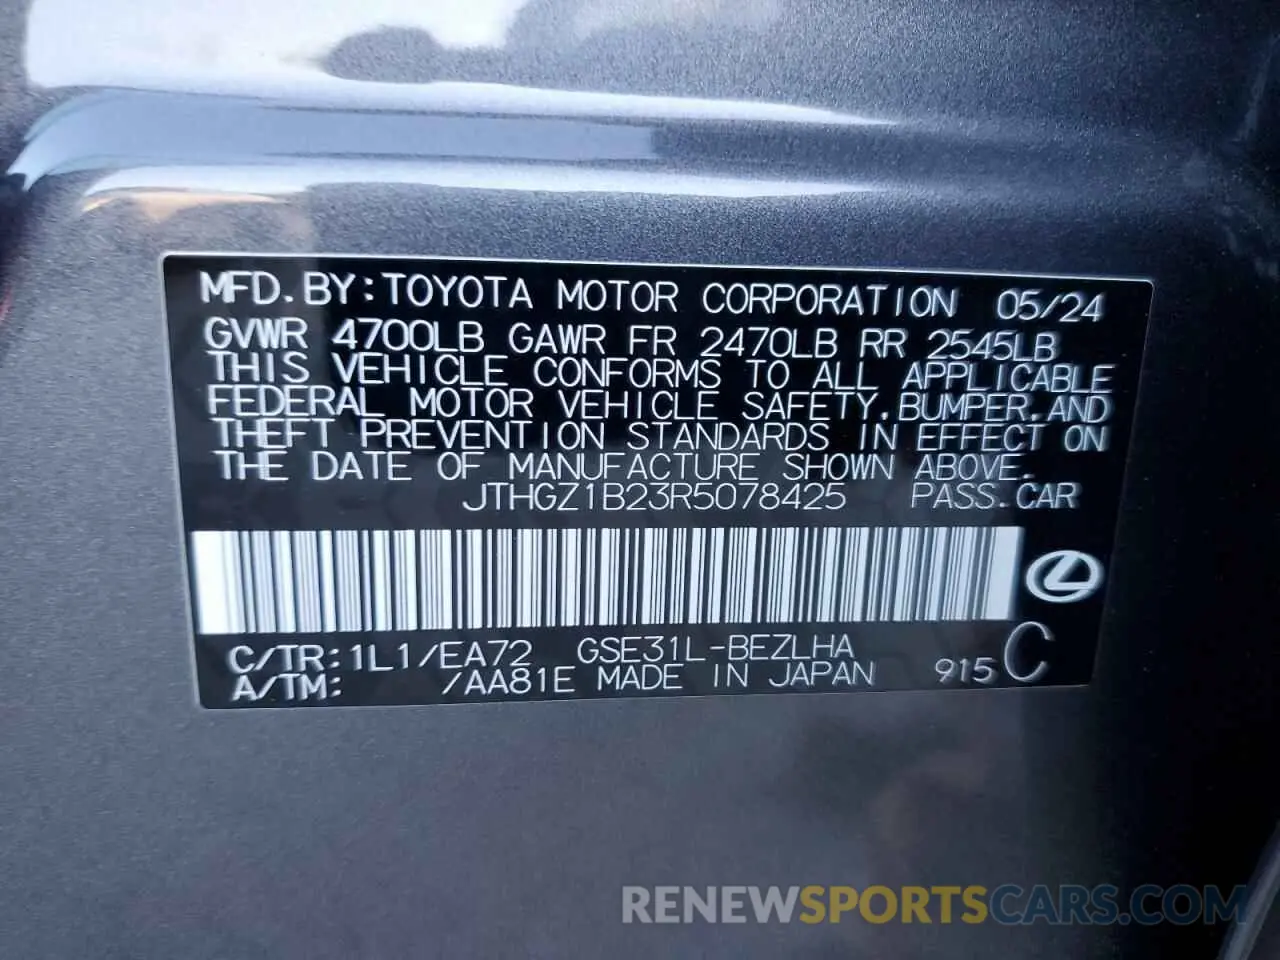 MFD. BY: TOYOTA MOTOR CORPORATION 05/24
GVWR 4700LB GAWR FR 2470LB RR 2545LB
THIS VEHICLE CONFORMS TO ALL APPLICABLE
FEDERAL MOTOR VEHICLE SAFETY, BUMPER, AND
THEFT PREVENTION STANDARDS IN EFFECT ON
THE DATE OF MANUFACTURE SHOWN ABOVE.
JTHGZ1B23R5078425 PASS. CAR
C/TR: 1L1/EA72 GSE31L-BEZLHA
A/TM: /AA81E MADE IN JAPAN 915 C
RENEWSPORTSCARS.COM